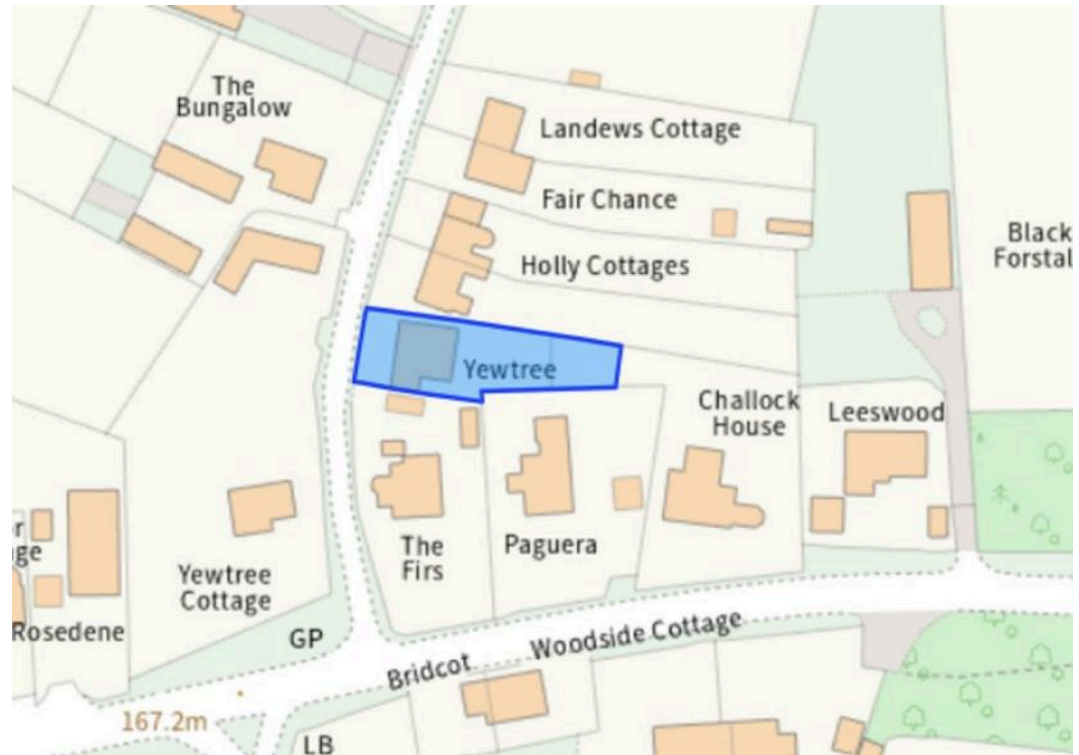 The
Bungalow
Landews Cottage
Fair Chance
Black
Forstal
Holly Cottages
Yewtree
Challock
House
Leeswood
r
ge
The
Firs
Paguera
Yewtree
Cottage
Rosedene
GP
Bridcot
Woodside Cottage
167.2m
LB